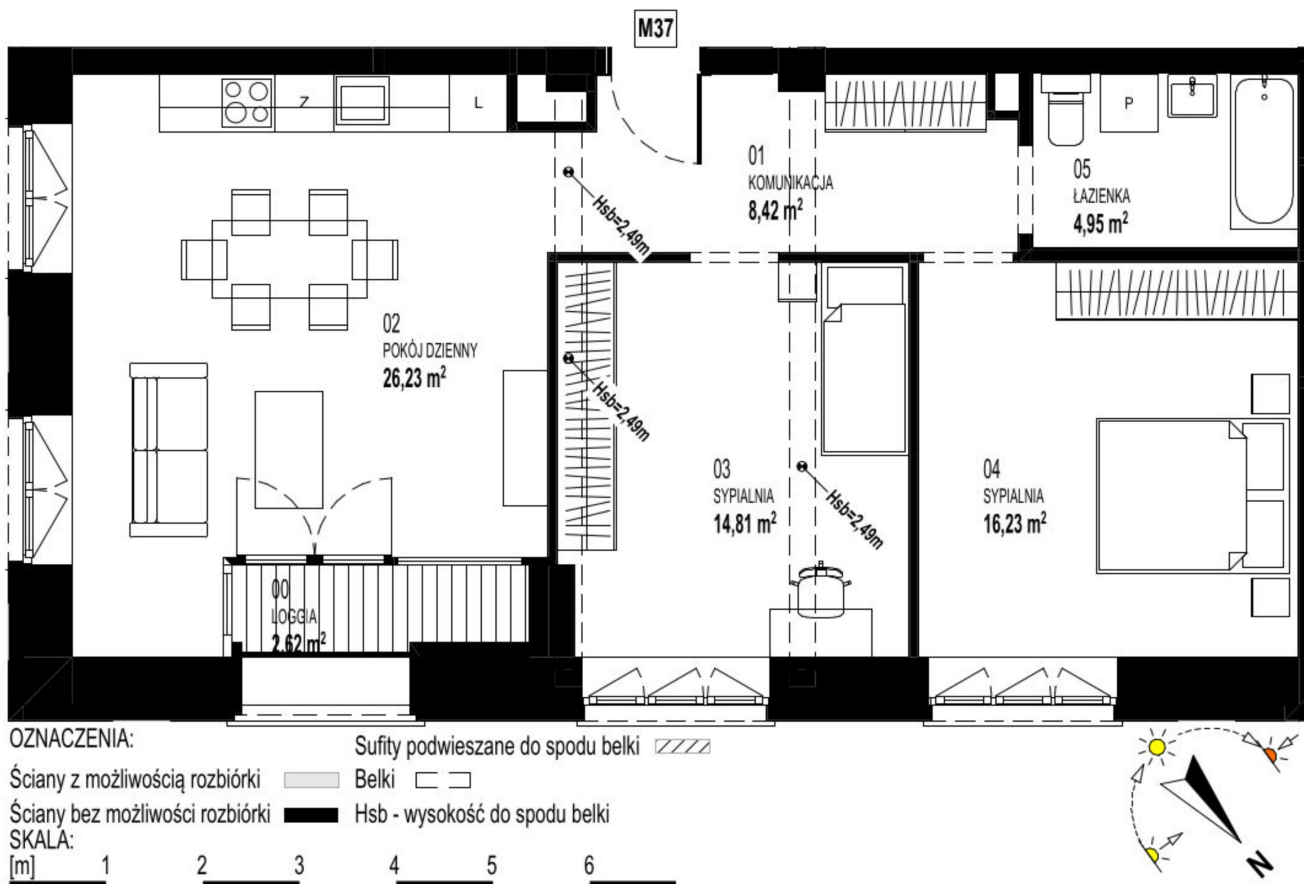 M37
Z
L
01
KOMUNIKACJA
8,42 m²
P
05
ŁAZIENKA
4,95 m²
Hsb=2,49m
02
POKÓJ DZIENNY
26,23 m²
Hsb=2,49m
03
SYPIALNIA
14,81 m²
Hsb=2,49m
04
SYPIALNIA
16,23 m²
00
LOGGIA
2,62 m²
OZNACZENIA:
Sufity podwieszane do spodu belki
Ściany z możliwością rozbiórki
Belki
Ściany bez możliwości rozbiórki
Hsb - wysokość do spodu belki
SKALA:
[m] 1 2 3 4 5 6
N